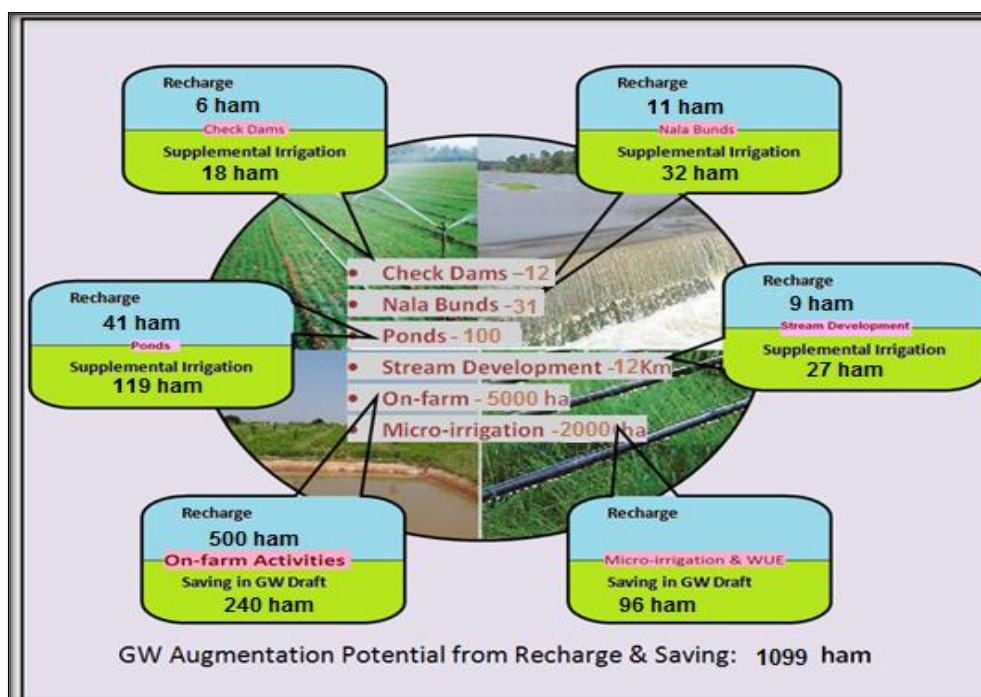 Recharge
6 ham
Check Dams
Supplemental Irrigation
18 ham
Recharge
11 ham
Nala Bunds
Supplemental Irrigation
32 ham
Recharge
41 ham
Ponds
Supplemental Irrigation
119 ham
• Check Dams –12
• Nala Bunds -31
• Ponds - 100
• Stream Development -12Km
• On-farm - 5000 ha
• Micro-irrigation -2000 ha
Recharge
9 ham
Stream Development
Supplemental Irrigation
27 ham
Recharge
500 ham
On-farm Activities
Saving in GW Draft
240 ham
Recharge
Micro-irrigation & WUE
Saving in GW Draft
96 ham
GW Augmentation Potential from Recharge & Saving: 1099 ham